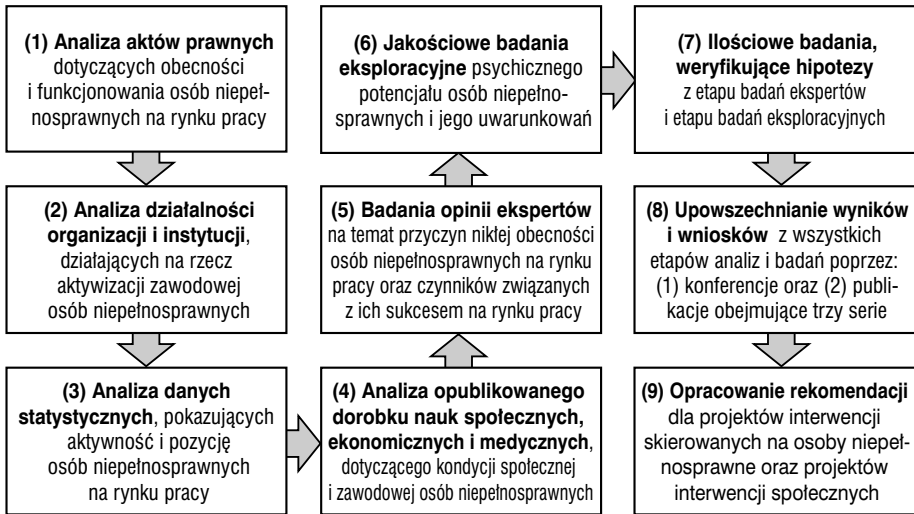 (1) Analiza aktów prawnych
dotyczących obecności
i funkcjonowania osób niepeł-
nosprawnych na rynku pracy
(2) Analiza działalności
organizacji i instytucji,
działających na rzecz
aktywizacji zawodowej
osób niepełnosprawnych
(3) Analiza danych
statystycznych, pokazujących
aktywność i pozycję
osób niepełnosprawnych
na rynku pracy
(4) Analiza opublikowanego
dorobku nauk społecznych,
ekonomicznych i medycznych,
dotyczącego kondycji społecznej
i zawodowej osób niepełnosprawnych
(5) Badania opinii ekspertów
na temat przyczyn nikłej obecności
osób niepełnosprawnych na rynku
pracy oraz czynników związanych
z ich sukcesem na rynku pracy
(6) Jakościowe badania
eksploracyjne psychicznego
potencjału osób niepełno-
sprawnych i jego uwarunkowań
(7) Ilościowe badania,
weryfikujące hipotezy
z etapu badań ekspertów
i etapu badań eksploracyjnych
(8) Upowszechnianie wyników
i wniosków z wszystkich
etapów analiz i badań poprzez:
(1) konferencje oraz (2) publi-
kacje obejmujące trzy serie
(9) Opracowanie rekomendacji
dla projektów interwencji
skierowanych na osoby niepeł-
nosprawne oraz projektów
interwencji społecznych